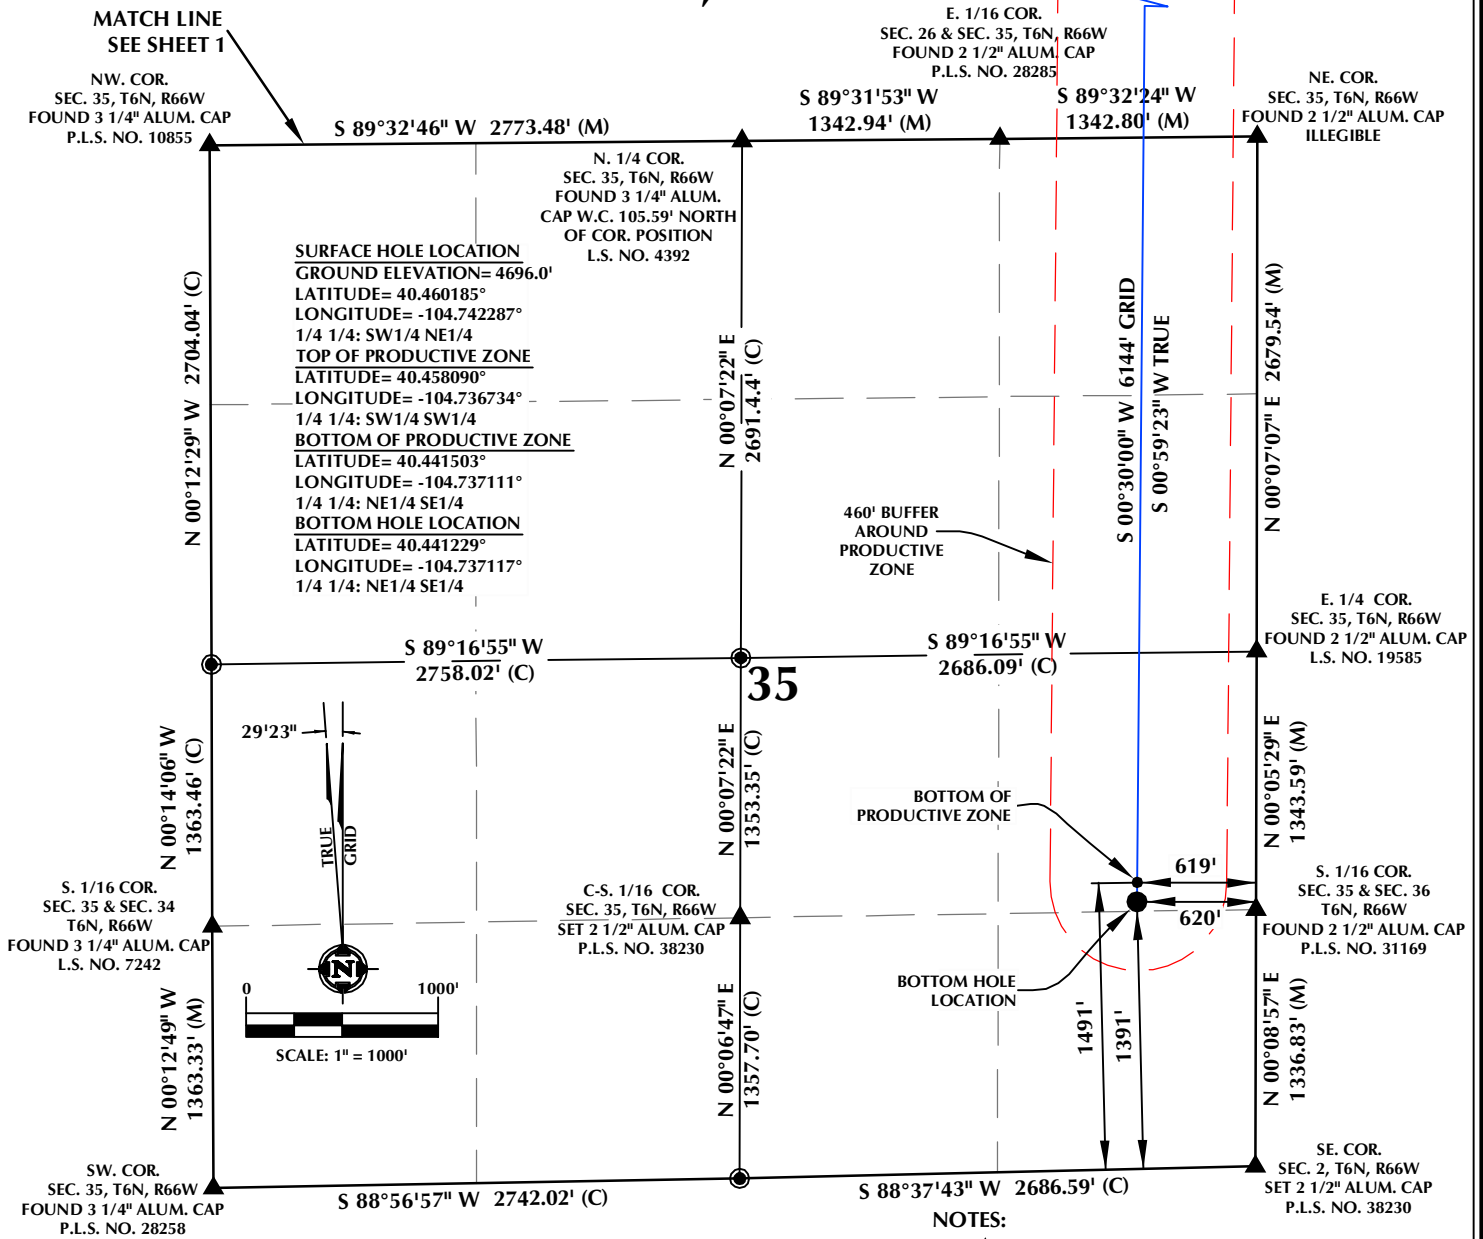 MATCH LINE
SEE SHEET 1
E. 1/16 COR.
SEC. 26 & SEC. 35, T6N, R66W
FOUND 2 1/2" ALUM. CAP
P.L.S. NO. 28285
NW. COR.
SEC. 35, T6N, R66W
FOUND 3 1/4" ALUM. CAP
P.L.S. NO. 10855
NE. COR.
SEC. 35, T6N, R66W
FOUND 2 1/2" ALUM. CAP
ILLEGIBLE
S 89°32'46" W 2773.48' (M)
S 89°31'53" W
1342.94' (M)
S 89°32'24" W
1342.80' (M)
N. 1/4 COR.
SEC. 35, T6N, R66W
FOUND 3 1/4" ALUM.
CAP W.C. 105.59' NORTH
OF COR. POSITION
L.S. NO. 4392
SURFACE HOLE LOCATION
GROUND ELEVATION= 4696.0'
LATITUDE= 40.460185°
LONGITUDE= -104.742287°
1/4 1/4: SW1/4 NE1/4
TOP OF PRODUCTIVE ZONE
LATITUDE= 40.458090°
LONGITUDE= -104.736734°
1/4 1/4: SW1/4 SW1/4
BOTTOM OF PRODUCTIVE ZONE
LATITUDE= 40.441503°
LONGITUDE= -104.737111°
1/4 1/4: NE1/4 SE1/4
BOTTOM HOLE LOCATION
LATITUDE= 40.441229°
LONGITUDE= -104.737117°
1/4 1/4: NE1/4 SE1/4
N 00°12'29" W 2704.04' (C)
N 00°07'22" E
2691.4.4' (C)
S 00°30'00" W 6144' GRID
S 00°59'23" W TRUE
N 00°07'07" E 2679.54' (M)
460' BUFFER
AROUND
PRODUCTIVE
ZONE
E. 1/4 COR.
SEC. 35, T6N, R66W
FOUND 2 1/2" ALUM. CAP
L.S. NO. 19585
S 89°16'55" W
2758.02' (C)
S 89°16'55" W
2686.09' (C)
35
29'23"
TRUE
GRID
N
N 00°14'06" W
1363.46' (C)
N 00°07'22" E
1353.35' (C)
N 00°05'29" E
1343.59' (M)
BOTTOM OF
PRODUCTIVE ZONE
619'
620'
S. 1/16 COR.
SEC. 35 & SEC. 34
T6N, R66W
FOUND 3 1/4" ALUM. CAP
L.S. NO. 7242
C-S. 1/16 COR.
SEC. 35, T6N, R66W
SET 2 1/2" ALUM. CAP
P.L.S. NO. 38230
S. 1/16 COR.
SEC. 35 & SEC. 36
T6N, R66W
FOUND 2 1/2" ALUM. CAP
P.L.S. NO. 31169
BOTTOM HOLE
LOCATION
0 1000'
SCALE: 1" = 1000'
N 00°12'49" W
1363.33' (M)
N 00°06'47" E
1357.70' (C)
1491'
1391'
N 00°08'57" E
1336.83' (M)
SW. COR.
SEC. 35, T6N, R66W
FOUND 3 1/4" ALUM. CAP
P.L.S. NO. 28258
S 88°56'57" W 2742.02' (C)
S 88°37'43" W 2686.59' (C)
SE. COR.
SEC. 2, T6N, R66W
SET 2 1/2" ALUM. CAP
P.L.S. NO. 38230
NOTES: